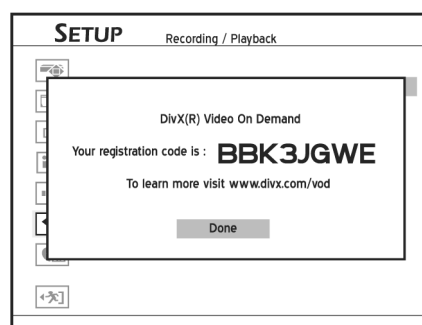 SETUP Recording / Playback
DivX(R) Video On Demand
Your registration code is : BBK3JGWE
To learn more visit www.divx.com/vod
Done